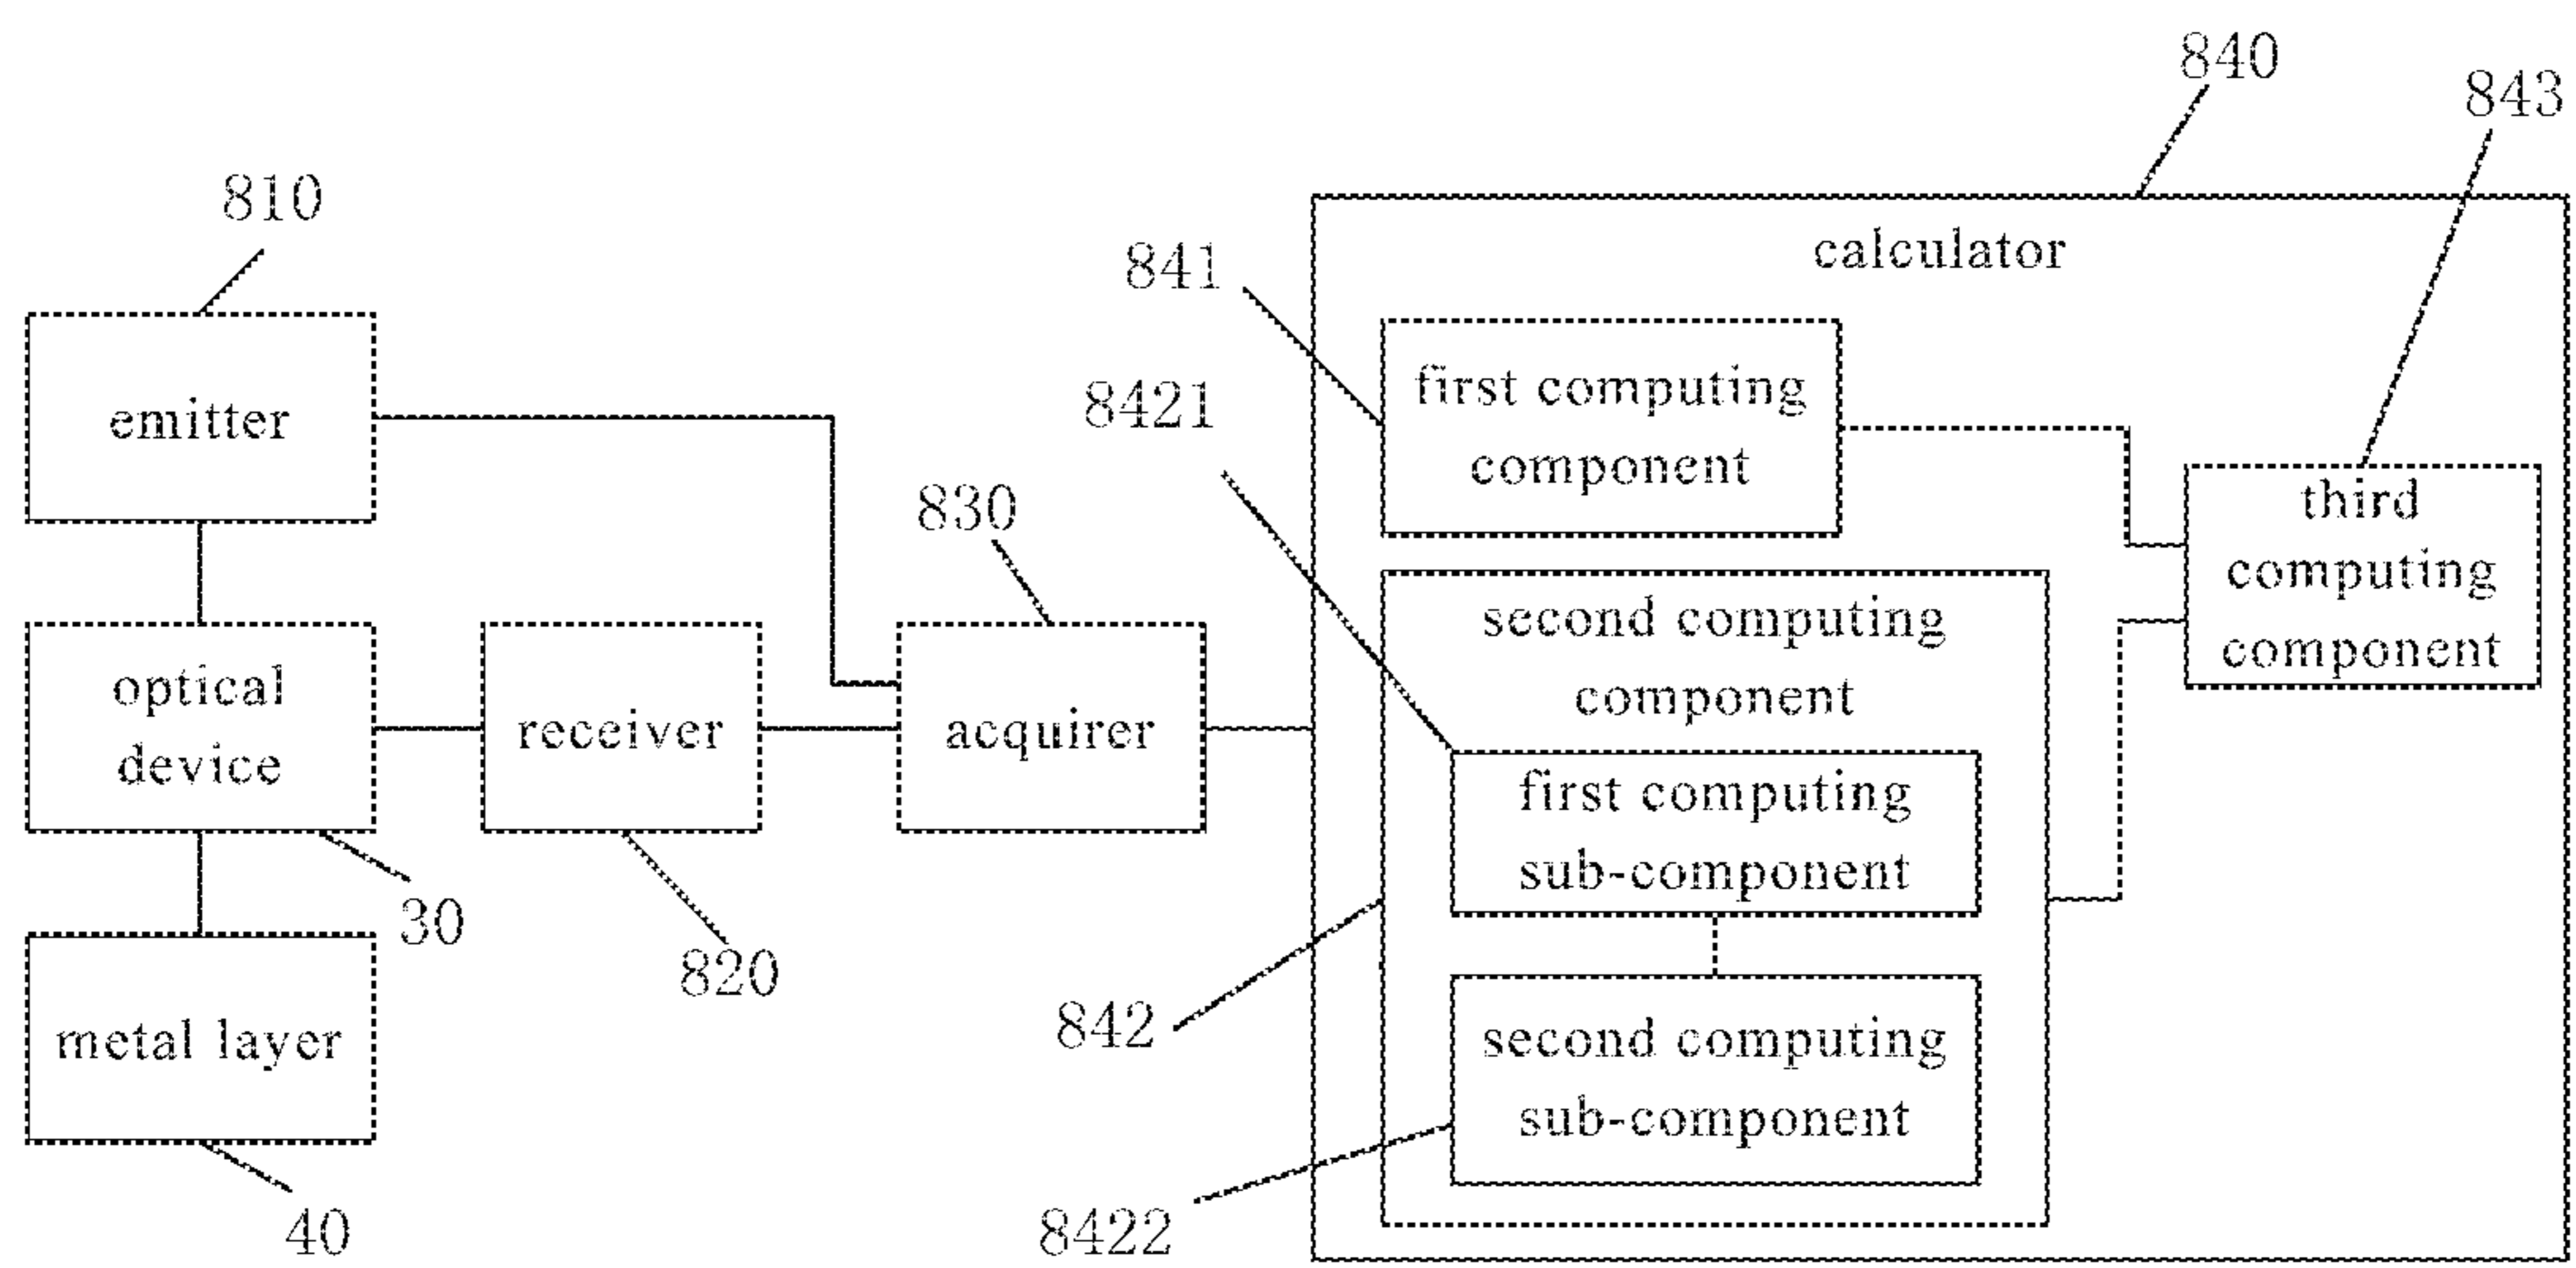 840
843
810
calculator
841
first computing
component
8421
emitter
830
third
computing
component
second computing
component
optical
device
receiver
acquirer
first computing
sub-component
30
820
842
metal layer
second computing
sub-component
40
8422